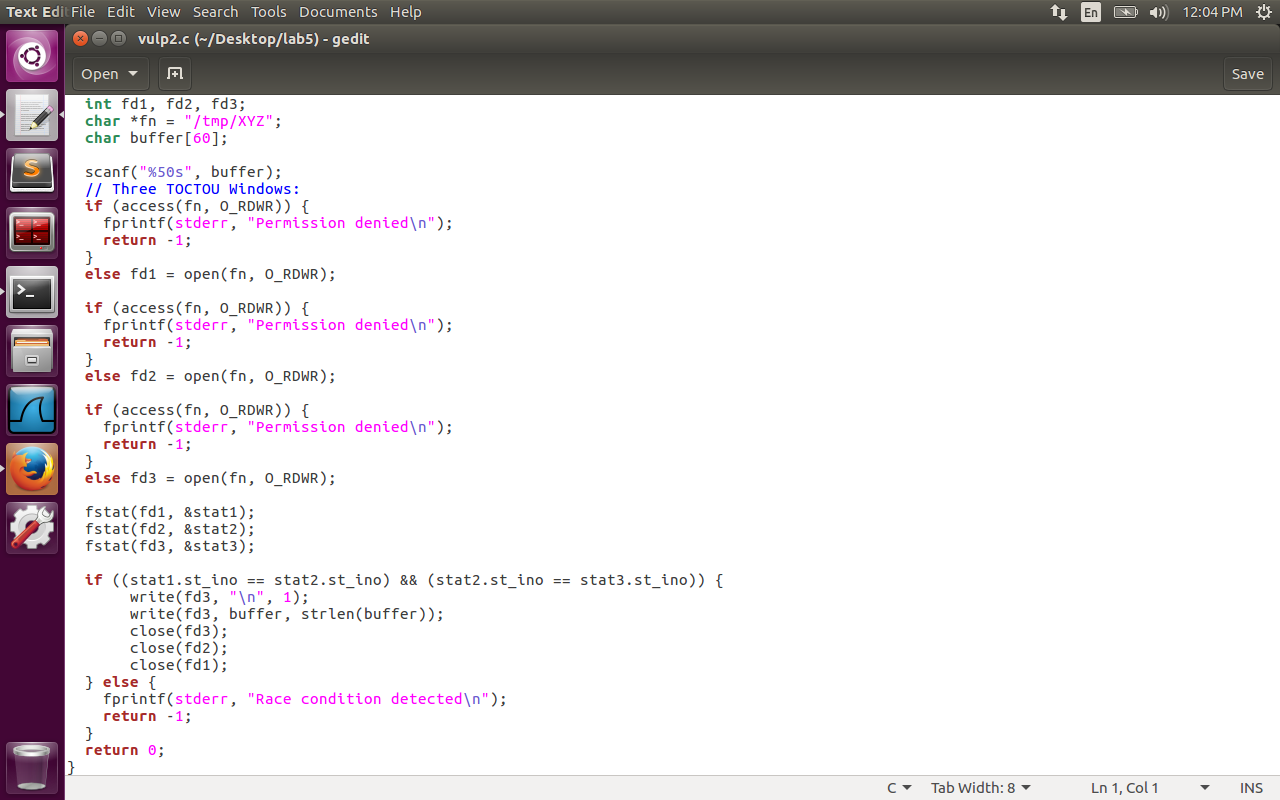 Text Edi File Edit View Search Tools Documents Help En 12:04 PM
vulp2.c (~/Desktop/lab5) - gedit
Open Save
int fd1, fd2, fd3;
char *fn = "/tmp/XYZ";
char buffer[60];
scanf("%50s", buffer);
// Three TOCTOU Windows:
if (access(fn, O_RDWR)) {
fprintf(stderr, "Permission denied\n");
return -1;
}
else fd1 = open(fn, O_RDWR);
if (access(fn, O_RDWR)) {
fprintf(stderr, "Permission denied\n");
return -1;
}
else fd2 = open(fn, O_RDWR);
if (access(fn, O_RDWR)) {
fprintf(stderr, "Permission denied\n");
return -1;
}
else fd3 = open(fn, O_RDWR);
fstat(fd1, &stat1);
fstat(fd2, &stat2);
fstat(fd3, &stat3);
if ((stat1.st_ino == stat2.st_ino) && (stat2.st_ino == stat3.st_ino)) {
write(fd3, "\n", 1);
write(fd3, buffer, strlen(buffer));
close(fd3);
close(fd2);
close(fd1);
} else {
fprintf(stderr, "Race condition detected\n");
return -1;
}
return 0;
}
C Tab Width: 8 Ln 1, Col 1 INS